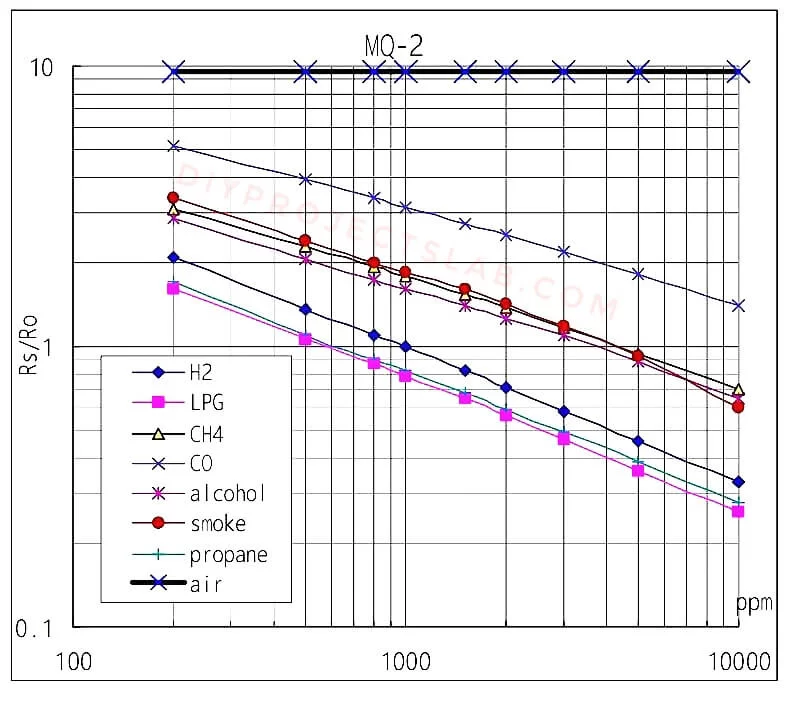 MQ-2
10
DIYPROJECTSLAB.COM
Rs/Ro
1
H2
LPG
CH4
CO
alcohol
smoke
propane
air
ppm
0.1
100
1000
10000